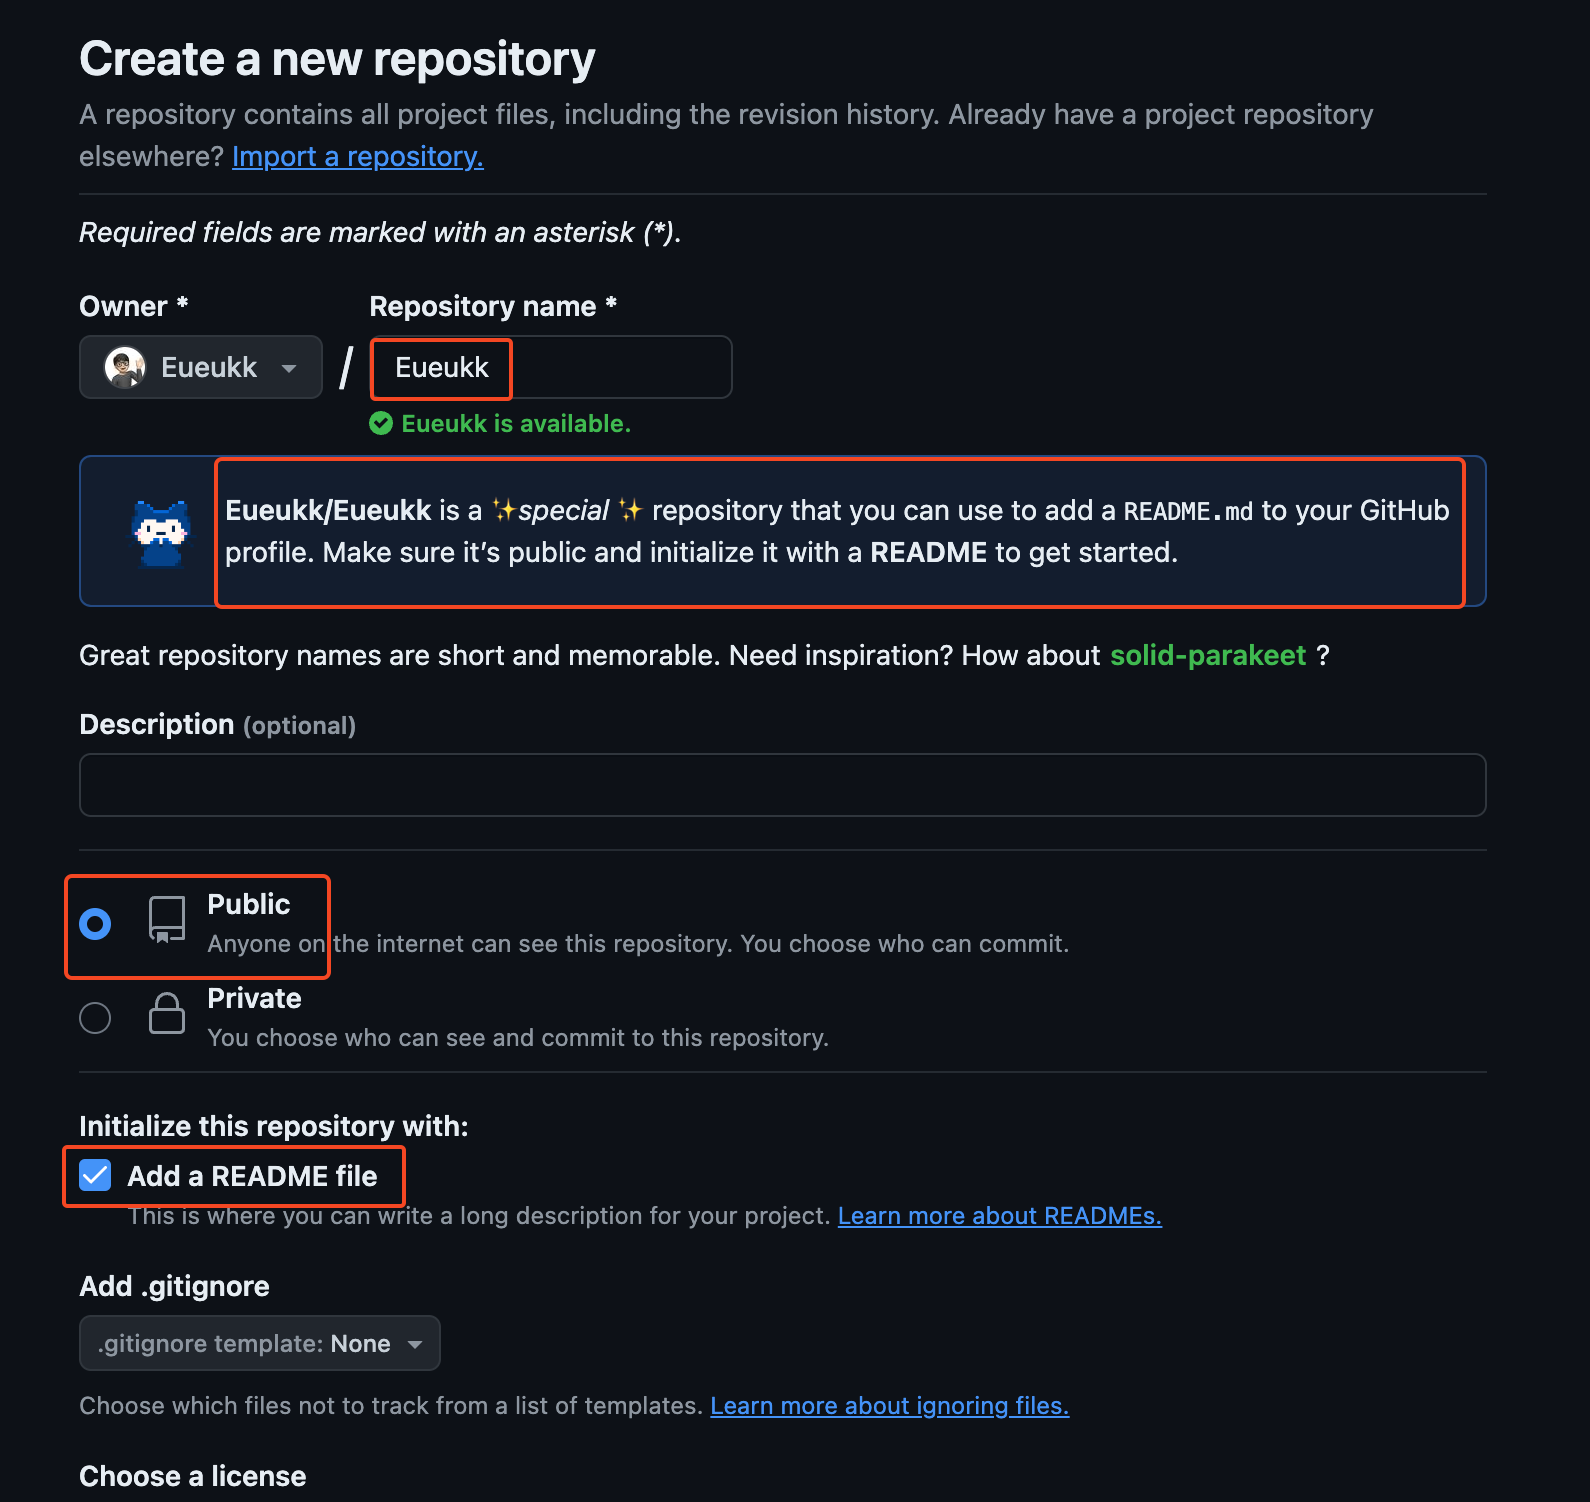 Create a new repository
A repository contains all project files, including the revision history. Already have a project repository
elsewhere? Import a repository.
Required fields are marked with an asterisk (*).
Owner *
Repository name *
Eueukk
/
Eueukk
Eueukk is available.
Eueukk/Eueukk is a ✨special ✨ repository that you can use to add a README.md to your GitHub
profile. Make sure it’s public and initialize it with a README to get started.
Great repository names are short and memorable. Need inspiration? How about solid-parakeet ?
Description (optional)
Public
Anyone on the internet can see this repository. You choose who can commit.
Private
You choose who can see and commit to this repository.
Initialize this repository with:
Add a README file
This is where you can write a long description for your project. Learn more about READMEs.
Add .gitignore
.gitignore template: None
Choose which files not to track from a list of templates. Learn more about ignoring files.
Choose a license